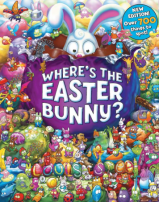 NEW
EDITION!
Over 700
things to
spot!
WHERE'S THE
EASTER
BUNNY?